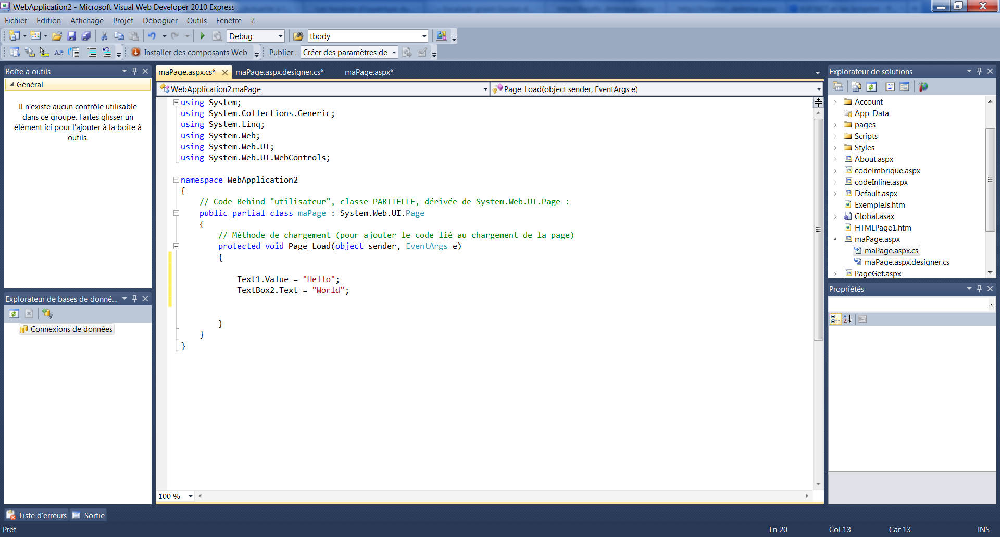 WebApplication2 - Microsoft Visual Web Developer 2010 Express
Fichier Edition Affichage Projet Déboguer Outils Fenêtre ?
Debug tbody
Installer des composants Web Publier : Créer des paramètres de
Boîte à outils
Général
Il n'existe aucun contrôle utilisable
dans ce groupe. Faites glisser un
élément ici pour l'ajouter à la boîte à
outils.
Explorateur de bases de donné...
Connexions de données
maPage.aspx.cs* maPage.aspx.designer.cs* maPage.aspx*
WebApplication2.maPage Page_Load(object sender, EventArgs e)
using System;
using System.Collections.Generic;
using System.Linq;
using System.Web;
using System.Web.UI;
using System.Web.UI.WebControls;
namespace WebApplication2
{
// Code Behind "utilisateur", classe PARTIELLE, dérivée de System.Web.UI.Page :
public partial class maPage : System.Web.UI.Page
{
// Méthode de chargement (pour ajouter le code lié au chargement de la page)
protected void Page_Load(object sender, EventArgs e)
{
Text1.Value = "Hello";
TextBox2.Text = "World";
}
}
}
100 %
Explorateur de solutions
Account
App_Data
pages
Scripts
Styles
About.aspx
codeImbrique.aspx
codeInline.aspx
Default.aspx
ExempleJs.htm
Global.asax
HTMLPage1.htm
maPage.aspx
maPage.aspx.cs
maPage.aspx.designer.cs
PageGet.aspx
Propriétés
Liste d'erreurs Sortie
Prêt Ln 20 Col 13 Car 13 INS